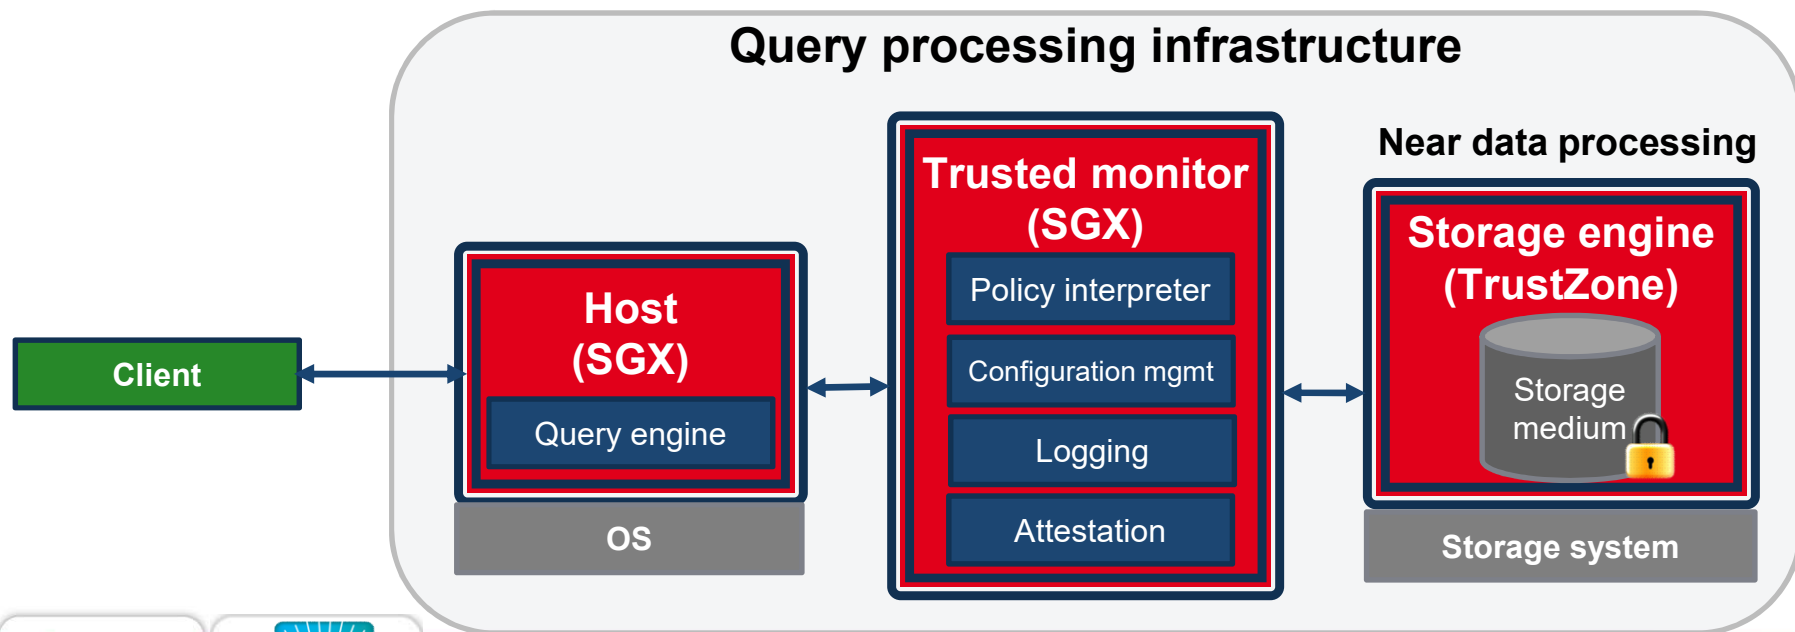 Query processing infrastructure
Client
Host
(SGX)
Query engine
OS
Trusted monitor
(SGX)
Policy interpreter
Configuration mgmt
Logging
Attestation
Near data processing
Storage engine
(TrustZone)
Storage
medium
Storage system